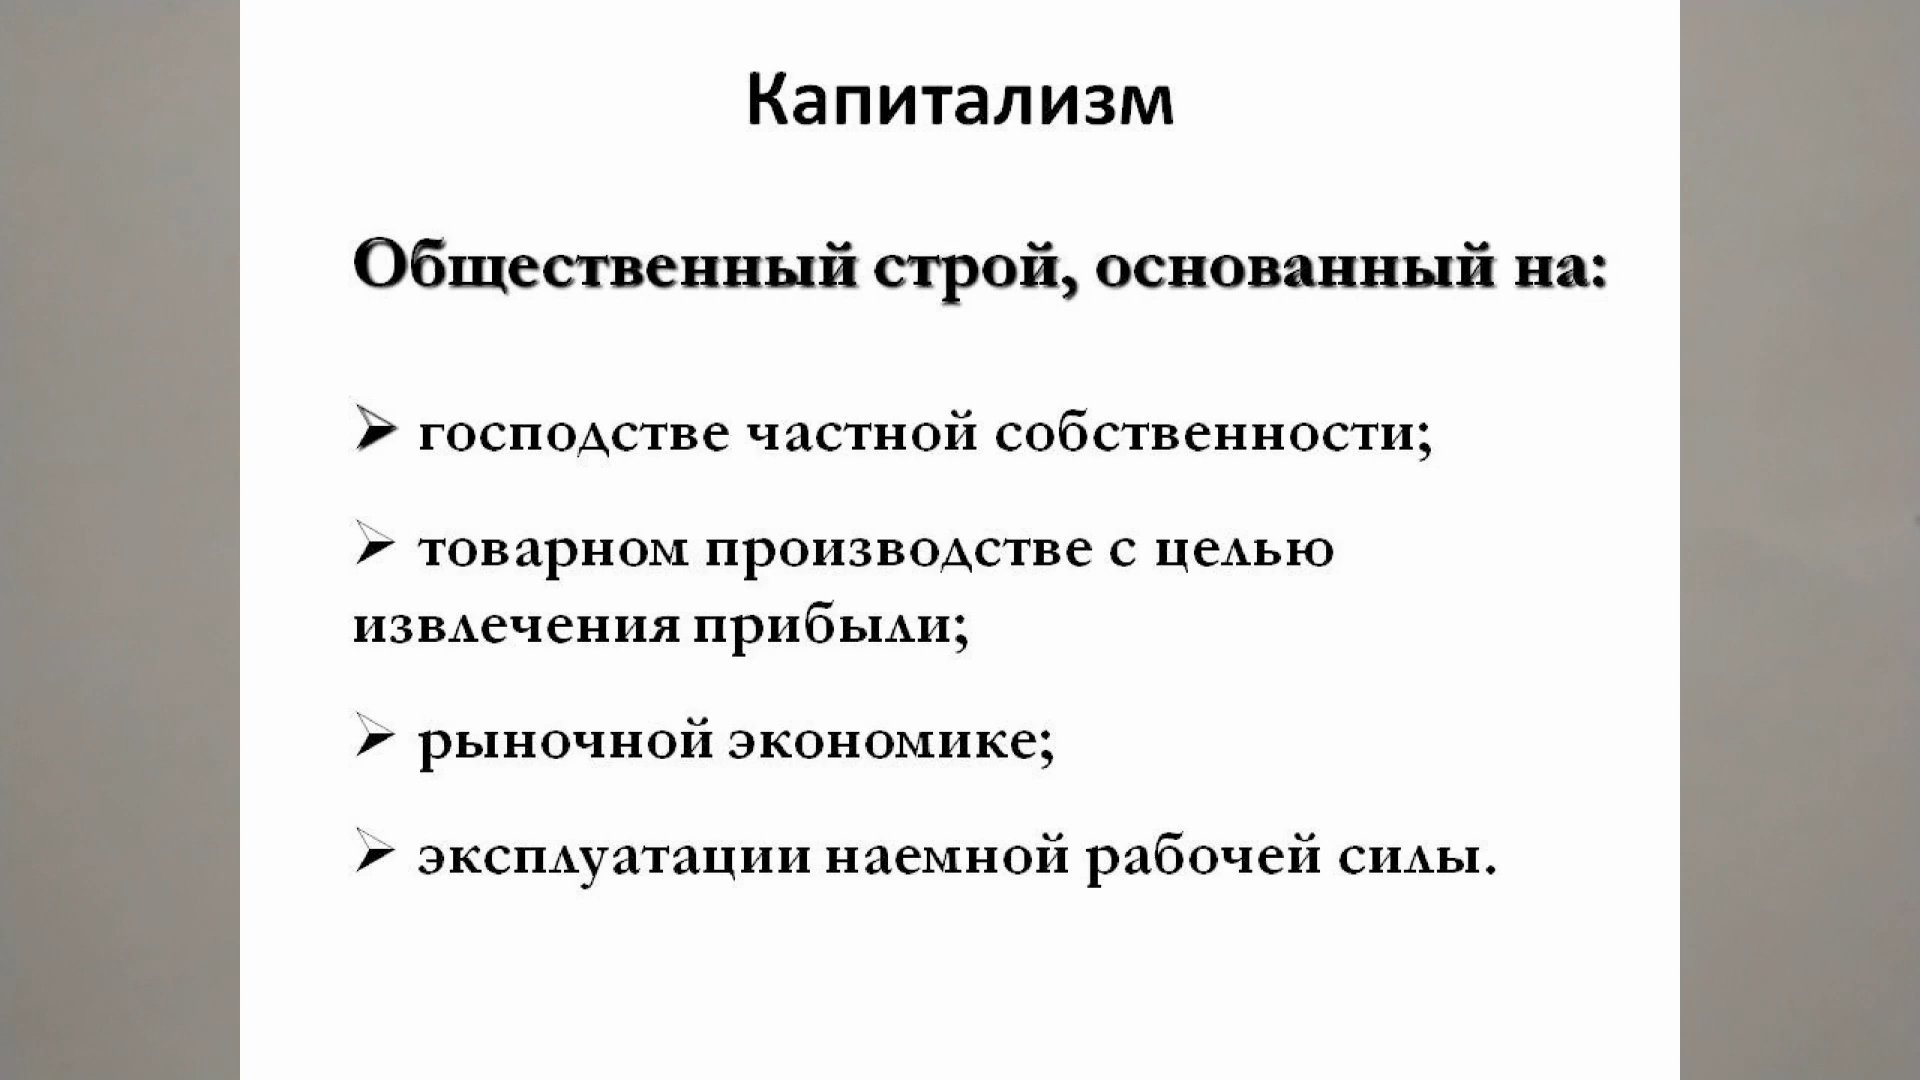 Капитализм
Общественный строй, основанный на:
➢ господстве частной собственности;
➢ товарном производстве с целью
извлечения прибыли;
➢ рыночной экономике;
➢ эксплуатации наемной рабочей силы.